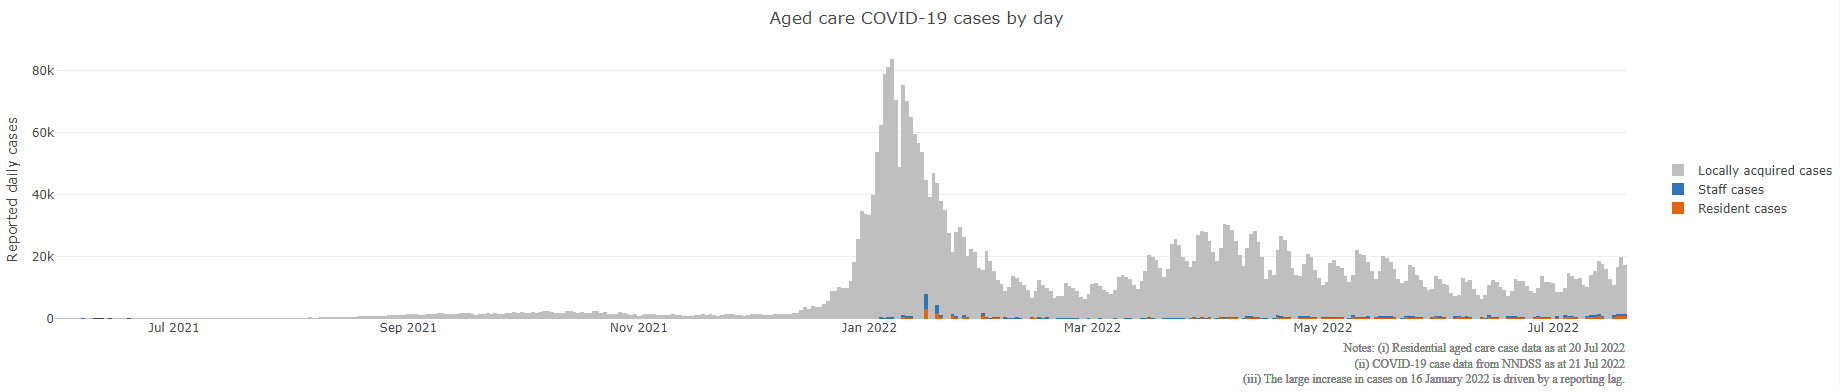 Aged care COVID-19 cases by day
Reported daily cases
80k
60k
40k
20k
0
Jul 2021
Sep 2021
Nov 2021
Jan 2022
Mar 2022
May 2022
Jul 2022
Locally acquired cases
Staff cases
Resident cases
Notes: (i) Residential aged care case data as at 20 Jul 2022
(ii) COVID-19 case data from NNDSS as at 21 Jul 2022
(iii) The large increase in cases on 16 January 2022 is driven by a reporting lag.